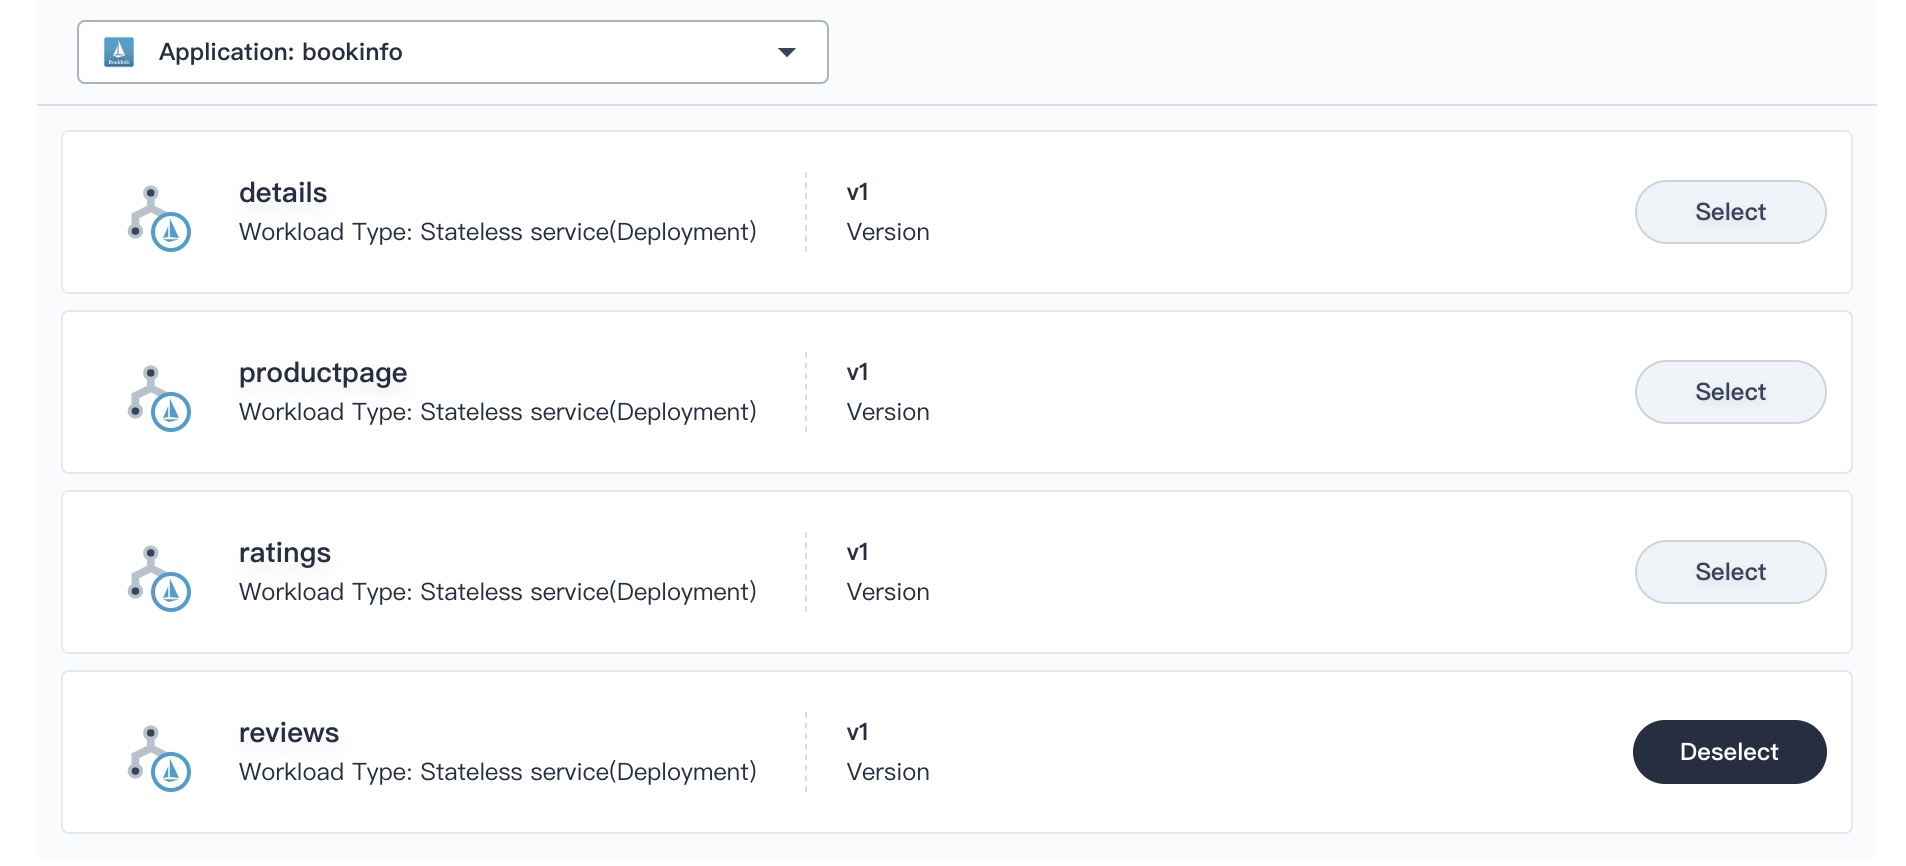 BookInfo
Application: bookinfo
details
Workload Type: Stateless service(Deployment)
v1
Version
Select
productpage
Workload Type: Stateless service(Deployment)
v1
Version
Select
ratings
Workload Type: Stateless service(Deployment)
v1
Version
Select
reviews
Workload Type: Stateless service(Deployment)
v1
Version
Deselect